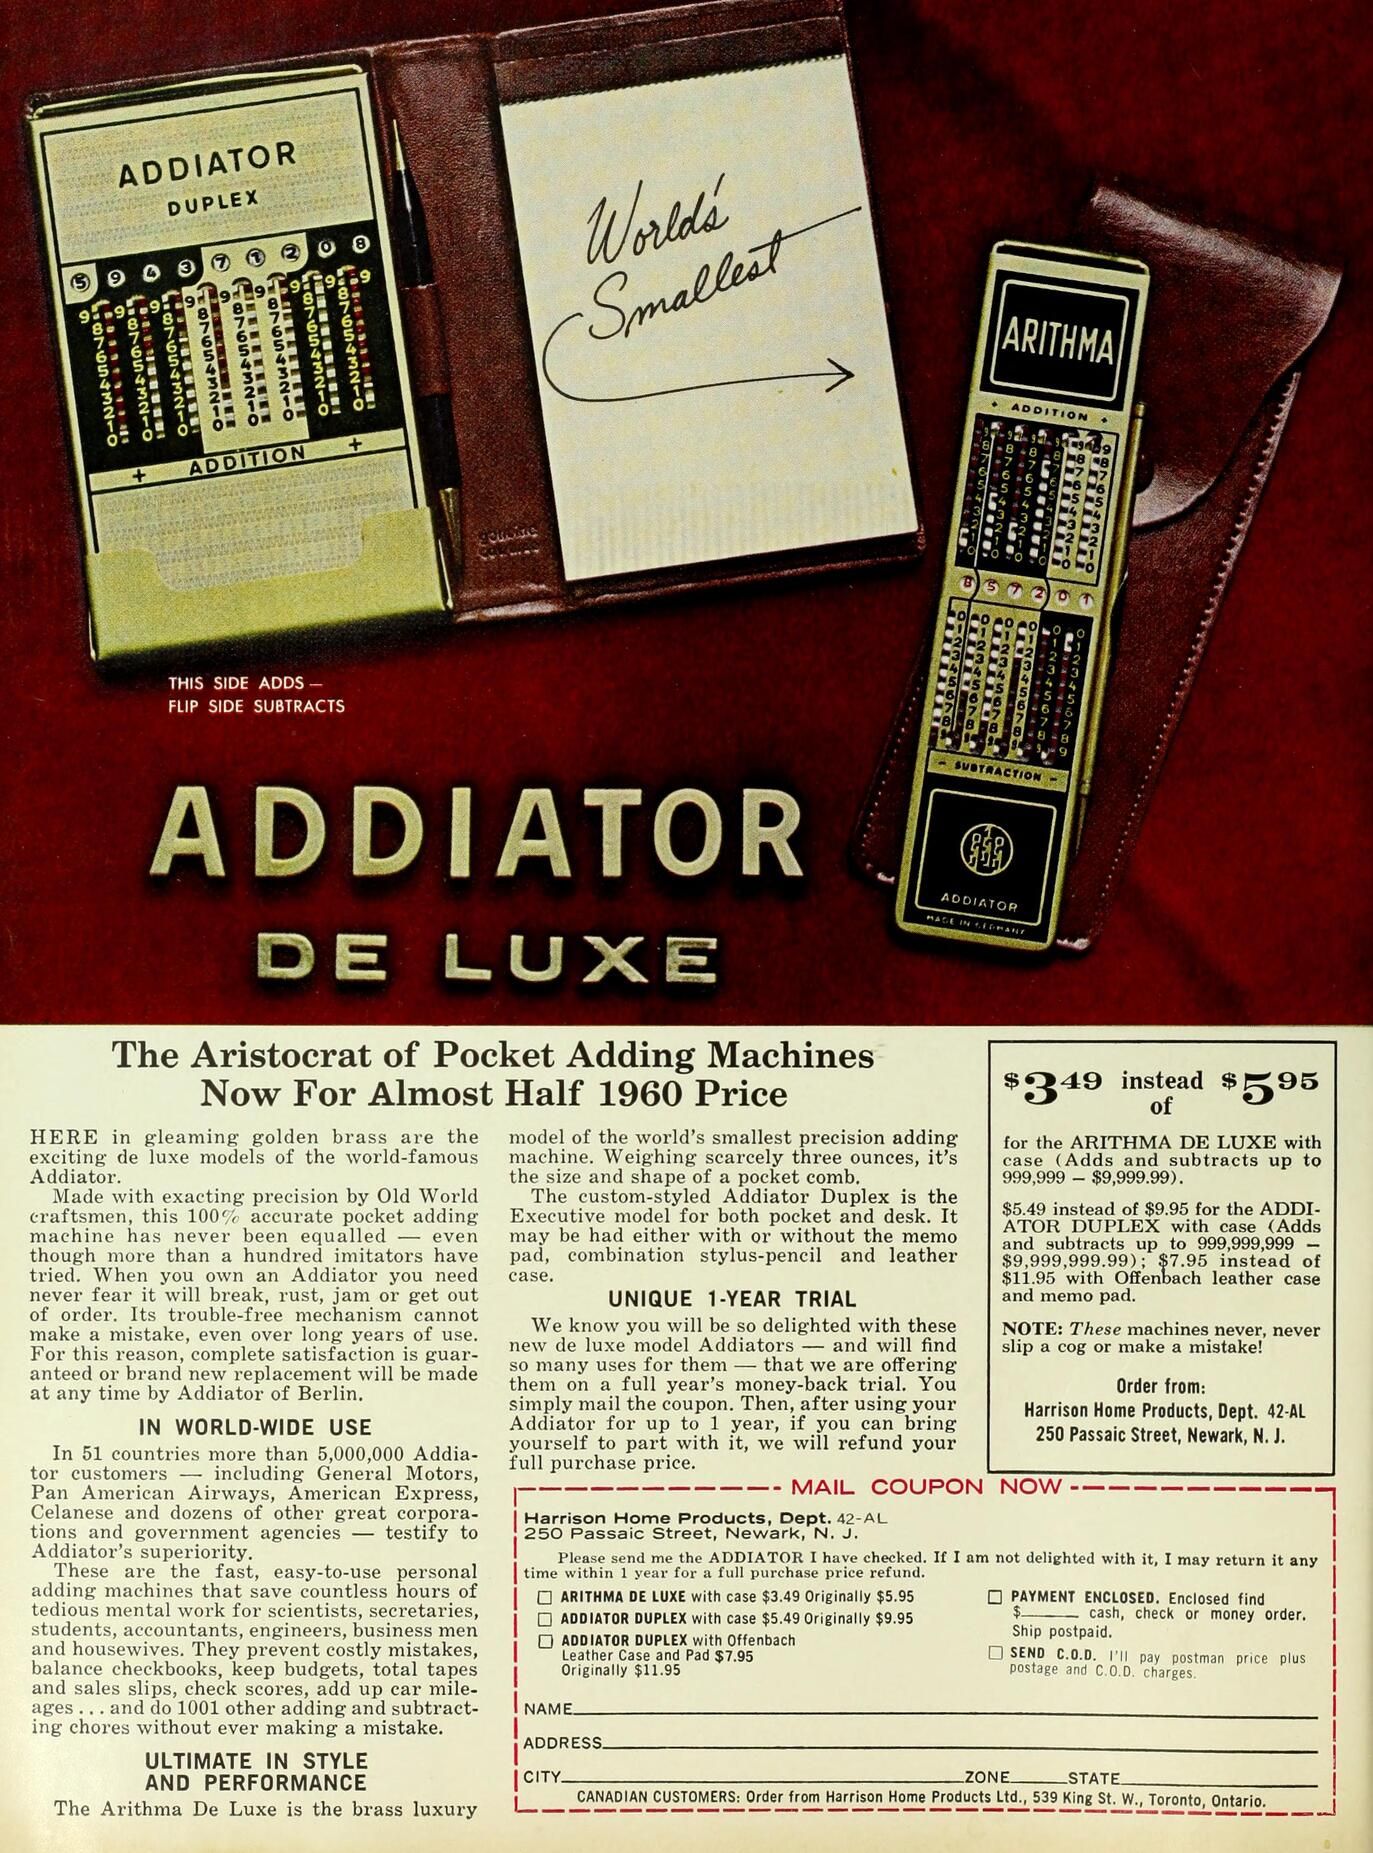 ADDIATOR
DUPLEX
5 9 4 3 7 1 2 0 8
+ ADDITION +
World's
Smallest
genuine
ARITHMA
+ ADDITION +
8 5 7 2 0 1
- SUBTRACTION -
ADDIATOR
MADE IN GERMANY
THIS SIDE ADDS —
FLIP SIDE SUBTRACTS
ADDIATOR
DE LUXE
The Aristocrat of Pocket Adding Machines
Now For Almost Half 1960 Price
HERE in gleaming golden brass are the
exciting de luxe models of the world-famous
Addiator.
Made with exacting precision by Old World
craftsmen, this 100% accurate pocket adding
machine has never been equalled — even
though more than a hundred imitators have
tried. When you own an Addiator you need
never fear it will break, rust, jam or get out
of order. Its trouble-free mechanism cannot
make a mistake, even over long years of use.
For this reason, complete satisfaction is guar-
anteed or brand new replacement will be made
at any time by Addiator of Berlin.
IN WORLD-WIDE USE
In 51 countries more than 5,000,000 Addia-
tor customers — including General Motors,
Pan American Airways, American Express,
Celanese and dozens of other great corpora-
tions and government agencies — testify to
Addiator's superiority.
These are the fast, easy-to-use personal
adding machines that save countless hours of
tedious mental work for scientists, secretaries,
students, accountants, engineers, business men
and housewives. They prevent costly mistakes,
balance checkbooks, keep budgets, total tapes
and sales slips, check scores, add up car mile-
ages . . . and do 1001 other adding and subtract-
ing chores without ever making a mistake.
ULTIMATE IN STYLE
AND PERFORMANCE
The Arithma De Luxe is the brass luxury
model of the world's smallest precision adding
machine. Weighing scarcely three ounces, it's
the size and shape of a pocket comb.
The custom-styled Addiator Duplex is the
Executive model for both pocket and desk. It
may be had either with or without the memo
pad, combination stylus-pencil and leather
case.
UNIQUE 1-YEAR TRIAL
We know you will be so delighted with these
new de luxe model Addiators — and will find
so many uses for them — that we are offering
them on a full year's money-back trial. You
simply mail the coupon. Then, after using your
Addiator for up to 1 year, if you can bring
yourself to part with it, we will refund your
full purchase price.
$3 49 instead $5 95
of
for the ARITHMA DE LUXE with
case (Adds and subtracts up to
999,999 — $9,999.99).
$5.49 instead of $9.95 for the ADDI-
ATOR DUPLEX with case (Adds
and subtracts up to 999,999,999 —
$9,999,999.99); $7.95 instead of
$11.95 with Offenbach leather case
and memo pad.
NOTE: These machines never, never
slip a cog or make a mistake!
Order from:
Harrison Home Products, Dept. 42-AL
250 Passaic Street, Newark, N. J.
MAIL COUPON NOW
Harrison Home Products, Dept. 42-AL
250 Passaic Street, Newark, N. J.
Please send me the ADDIATOR I have checked. If I am not delighted with it, I may return it any
time within 1 year for a full purchase price refund.
ARITHMA DE LUXE with case $3.49 Originally $5.95
ADDIATOR DUPLEX with case $5.49 Originally $9.95
ADDIATOR DUPLEX with Offenbach
Leather Case and Pad $7.95
Originally $11.95
PAYMENT ENCLOSED. Enclosed find
$______ cash, check or money order.
Ship postpaid.
SEND C.O.D. I'll pay postman price plus
postage and C.O.D. charges.
NAME
ADDRESS
CITY ZONE STATE
CANADIAN CUSTOMERS: Order from Harrison Home Products Ltd., 539 King St. W., Toronto, Ontario.